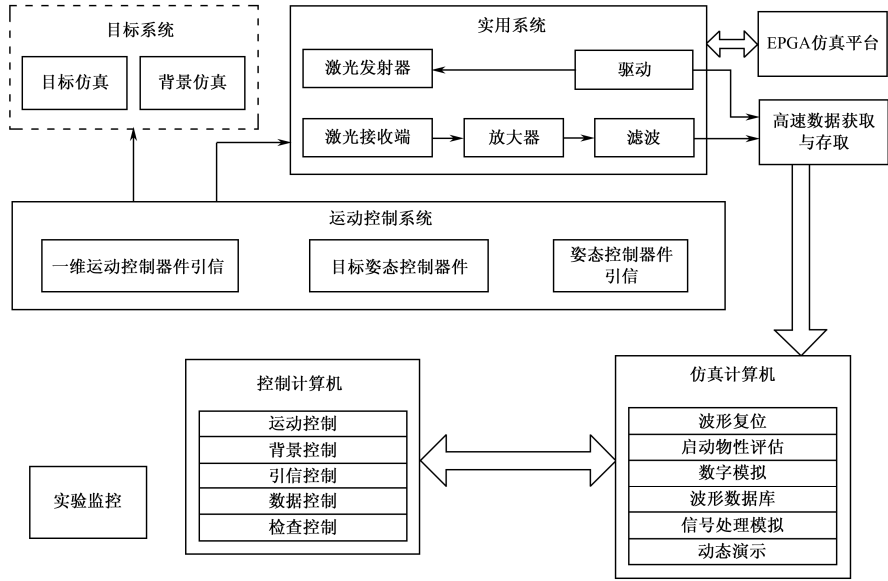 目标系统
目标仿真
背景仿真
实用系统
激光发射器
驱动
激光接收端
放大器
滤波
EPGA仿真平台
高速数据获取
与存取
运动控制系统
一维运动控制器件引信
目标姿态控制器件
姿态控制器件
引信
控制计算机
运动控制
背景控制
引信控制
数据控制
检查控制
仿真计算机
波形复位
启动物性评估
数字模拟
波形数据库
信号处理模拟
动态演示
实验监控